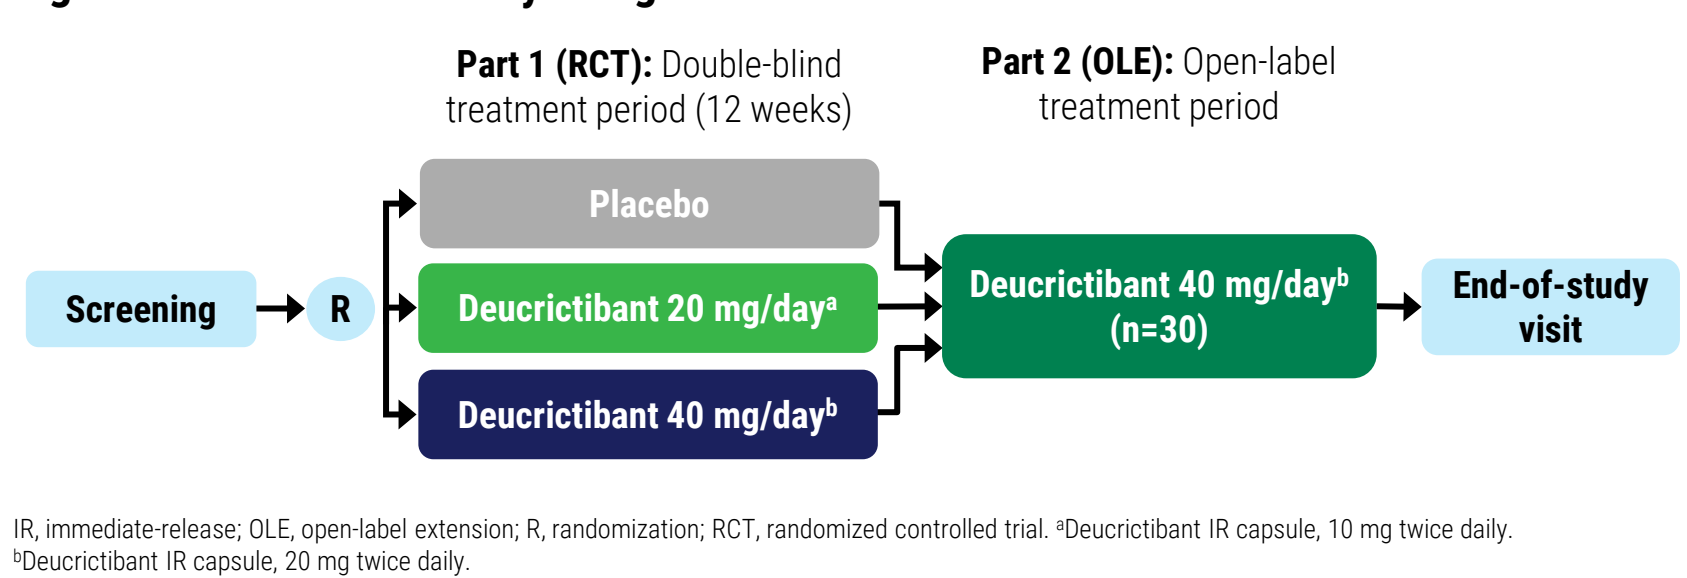 Part 1 (RCT): Double-blind
treatment period (12 weeks)
Part 2 (OLE): Open-label
treatment period
Placebo
Screening
R
Deucrictibant 20 mg/dayᵃ
Deucrictibant 40 mg/dayᵇ
Deucrictibant 40 mg/dayᵇ
(n=30)
End-of-study
visit
IR, immediate-release; OLE, open-label extension; R, randomization; RCT, randomized controlled trial. ᵃDeucrictibant IR capsule, 10 mg twice daily.
ᵇDeucrictibant IR capsule, 20 mg twice daily.